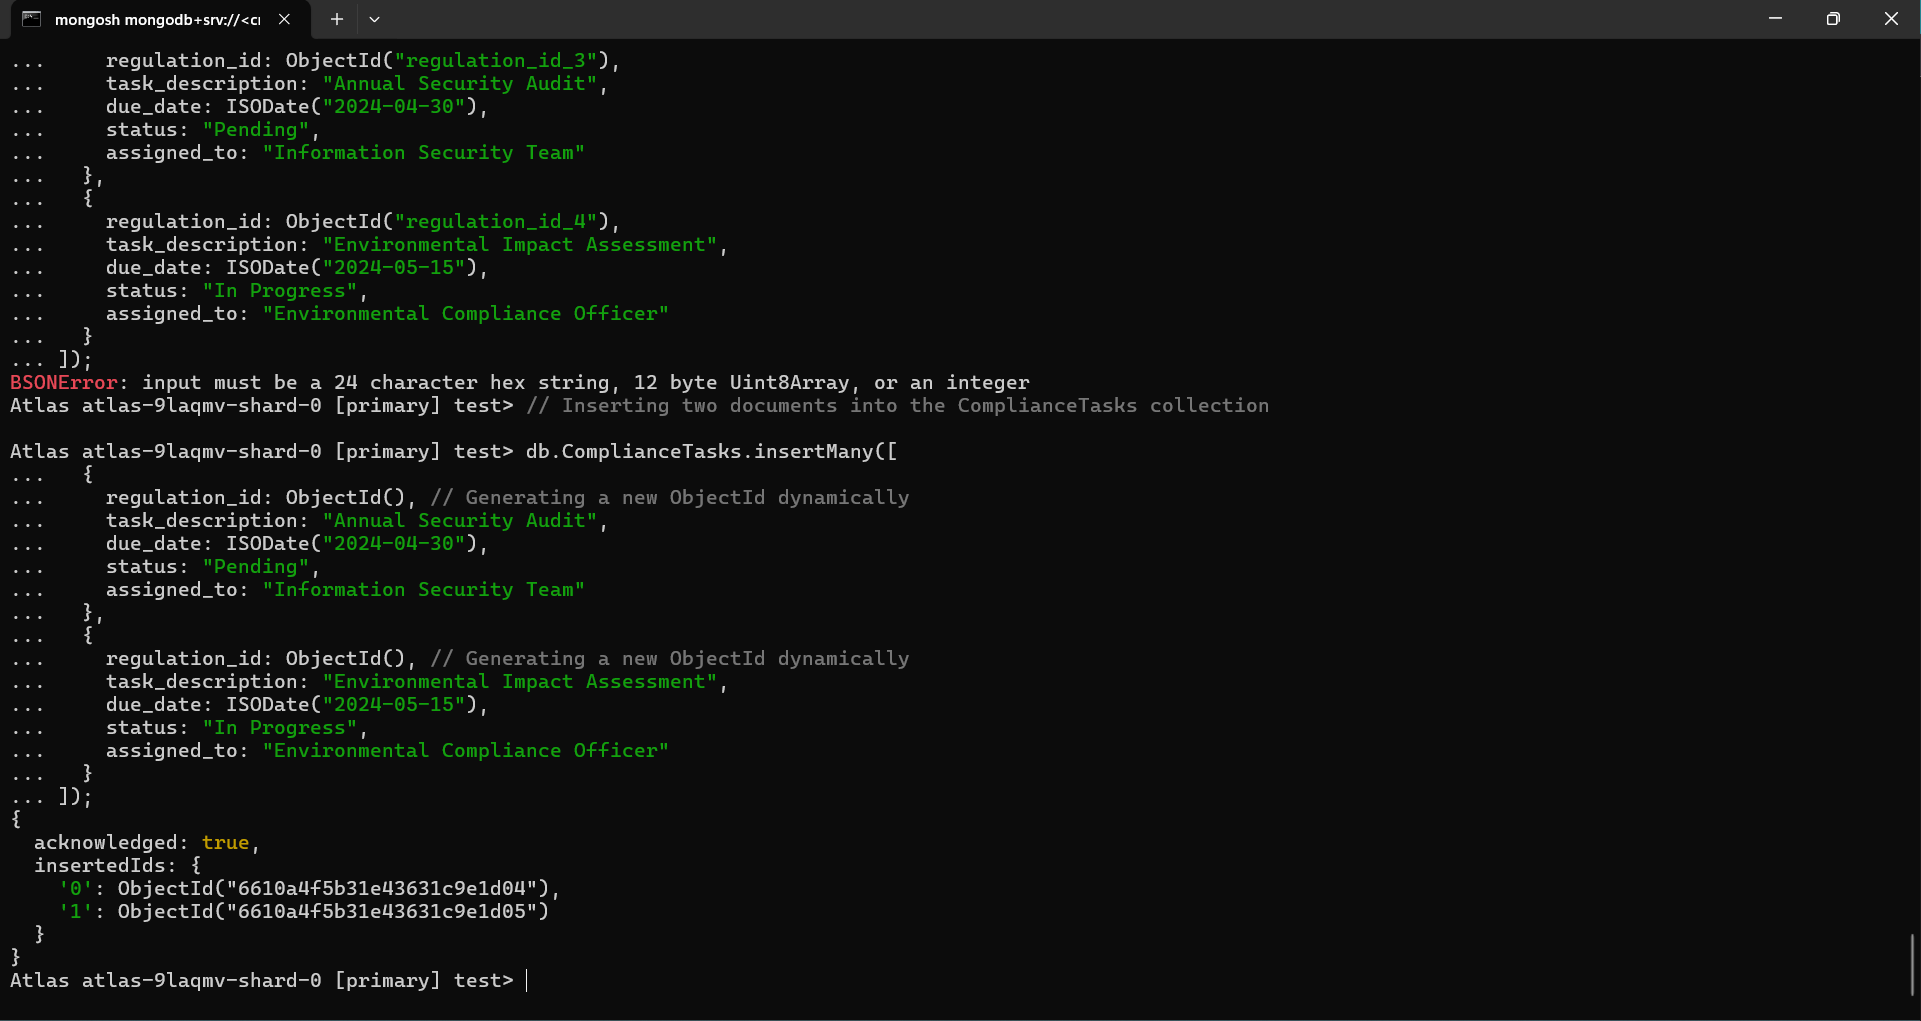 mongosh mongodb+srv://<cr
...     regulation_id: ObjectId("regulation_id_3"),
...     task_description: "Annual Security Audit",
...     due_date: ISODate("2024-04-30"),
...     status: "Pending",
...     assigned_to: "Information Security Team"
...   },
...   {
...     regulation_id: ObjectId("regulation_id_4"),
...     task_description: "Environmental Impact Assessment",
...     due_date: ISODate("2024-05-15"),
...     status: "In Progress",
...     assigned_to: "Environmental Compliance Officer"
...   }
... ]);
BSONError: input must be a 24 character hex string, 12 byte Uint8Array, or an integer
Atlas atlas-9laqmv-shard-0 [primary] test> // Inserting two documents into the ComplianceTasks collection
Atlas atlas-9laqmv-shard-0 [primary] test> db.ComplianceTasks.insertMany([
...   {
...     regulation_id: ObjectId(), // Generating a new ObjectId dynamically
...     task_description: "Annual Security Audit",
...     due_date: ISODate("2024-04-30"),
...     status: "Pending",
...     assigned_to: "Information Security Team"
...   },
...   {
...     regulation_id: ObjectId(), // Generating a new ObjectId dynamically
...     task_description: "Environmental Impact Assessment",
...     due_date: ISODate("2024-05-15"),
...     status: "In Progress",
...     assigned_to: "Environmental Compliance Officer"
...   }
... ]);
{
  acknowledged: true,
  insertedIds: {
    '0': ObjectId("6610a4f5b31e43631c9e1d04"),
    '1': ObjectId("6610a4f5b31e43631c9e1d05")
  }
}
Atlas atlas-9laqmv-shard-0 [primary] test>